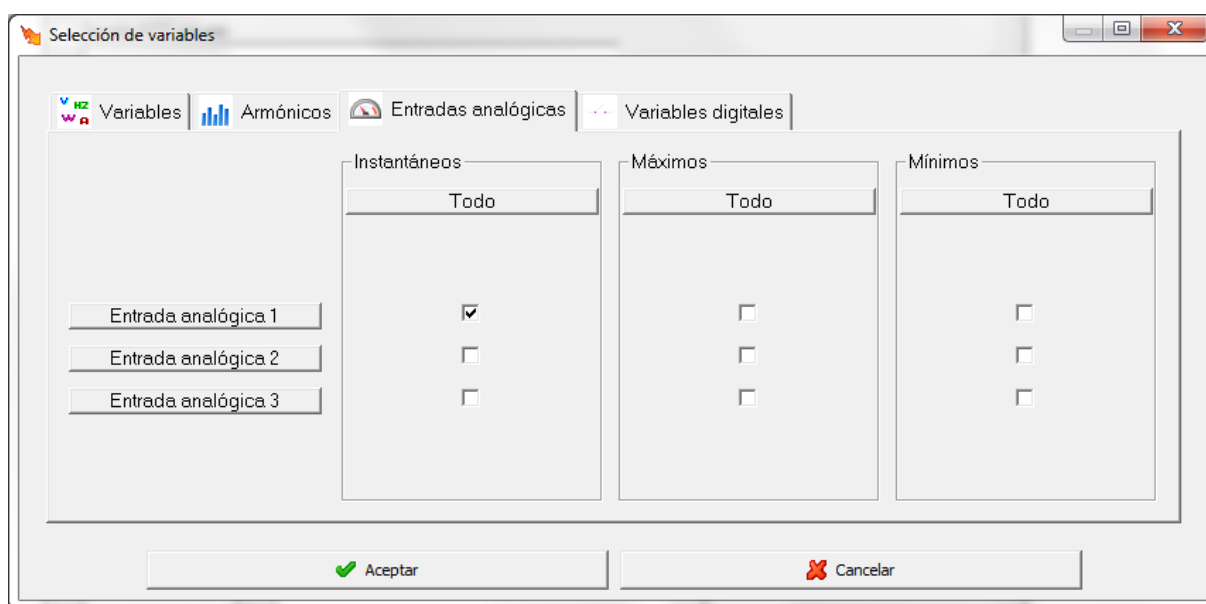 Selección de variables
V HZ W A Variables Armónicos Entradas analógicas Variables digitales
Instantáneos Máximos Mínimos
Todo Todo Todo
Entrada analógica 1
Entrada analógica 2
Entrada analógica 3
Aceptar Cancelar